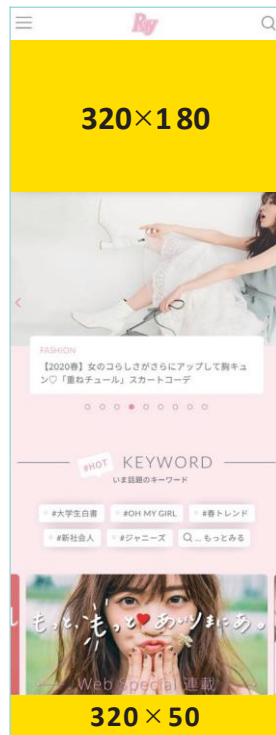 Ray
320×180
FASHION
【2020春】女のコらしさがさらにアップして胸キュ
ン♡「重ねチュール」スカートコーデ
#HOT KEYWORD
いま話題のキーワード
#大学生白書 #OH MY GIRL #春トレンド
#新社会人 #ジャニーズ ... もっとみる
もっと、もっと♥あいりまにあ。
Web Special 連載
320×50